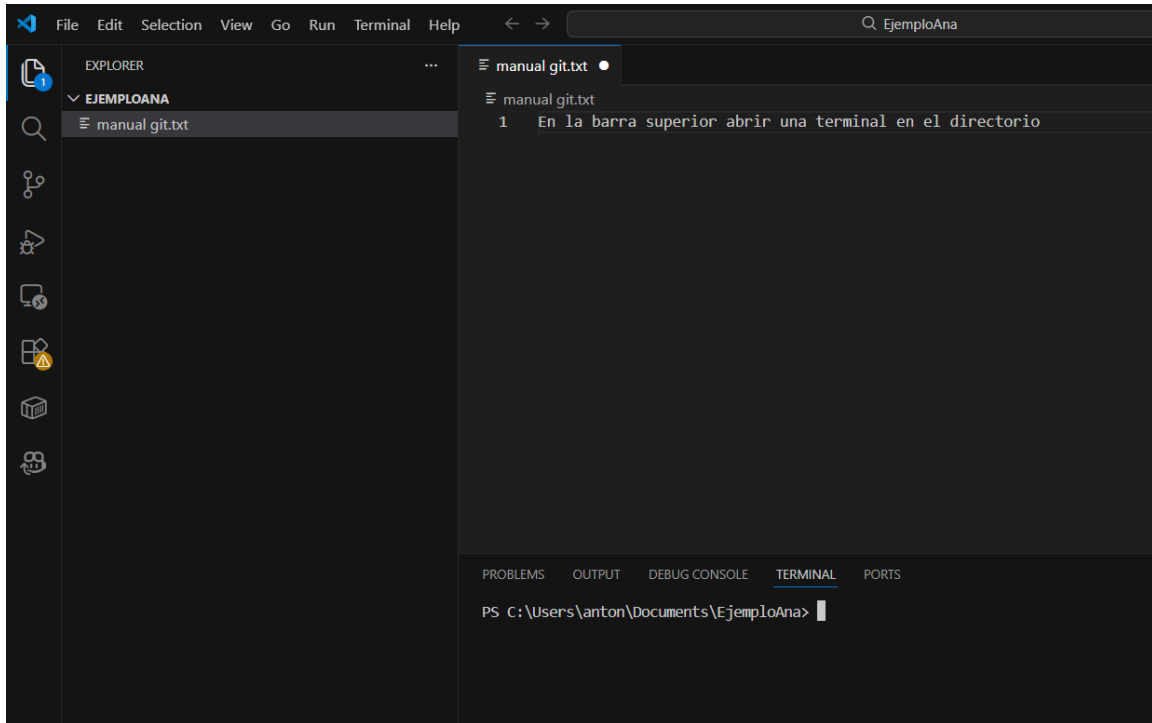 File Edit Selection View Go Run Terminal Help EjemploAna
EXPLORER
EJEMPLOANA
manual git.txt
manual git.txt
manual git.txt
1 En la barra superior abrir una terminal en el directorio
PROBLEMS OUTPUT DEBUG CONSOLE TERMINAL PORTS
PS C:\Users\anton\Documents\EjemploAna>
1